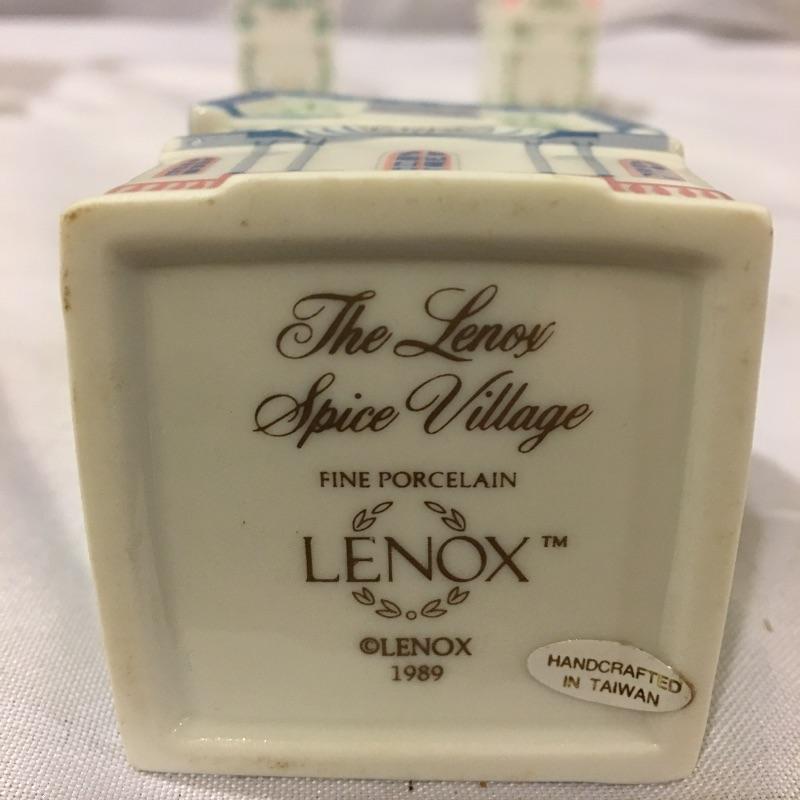 The Lenox
Spice Village
FINE PORCELAIN
LENOX™
©LENOX
1989
HANDCRAFTED
IN TAIWAN